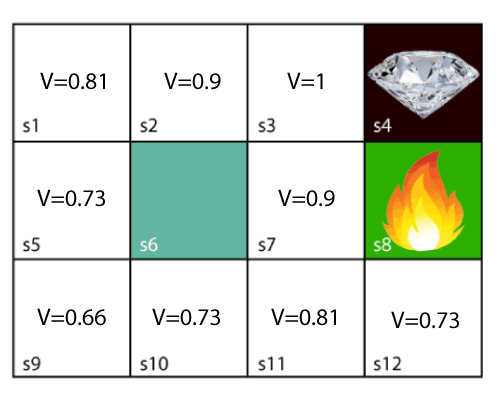 V=0.81
V=0.9
V=1
s1
s2
s3
s4
V=0.73
V=0.9
s5
s6
s7
s8
V=0.66
V=0.73
V=0.81
V=0.73
s9
s10
s11
s12